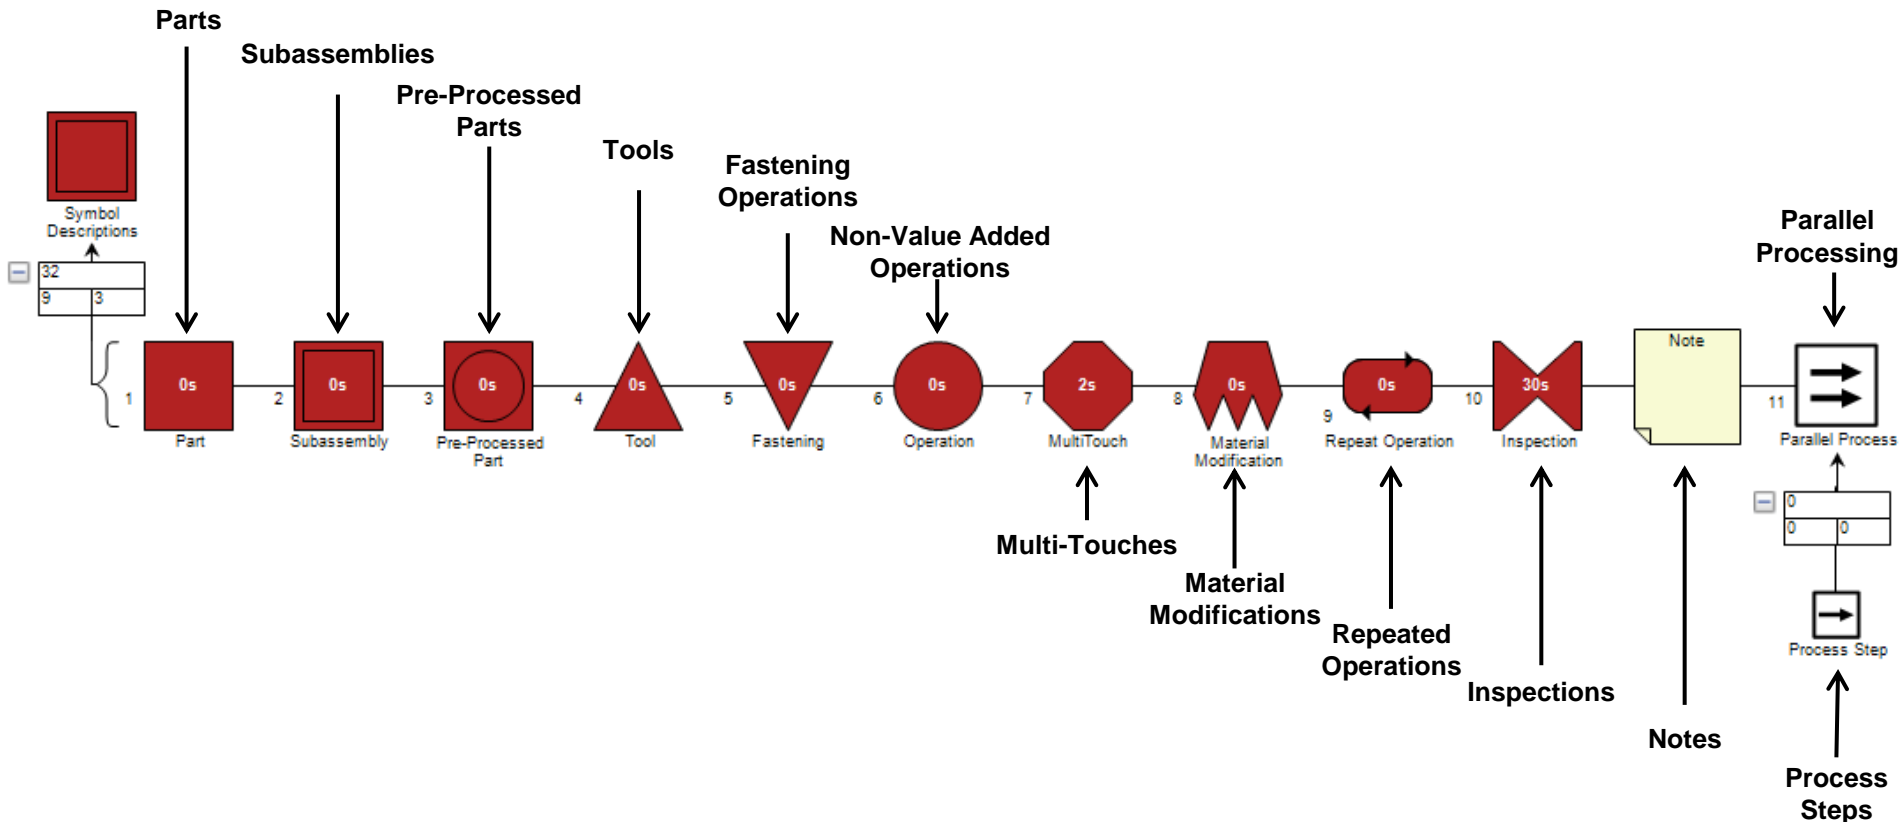 Parts
Subassemblies
Pre-Processed
Parts
Tools
Fastening
Operations
Non-Value Added
Operations
Parallel
Processing
Symbol
Descriptions
32
9 3
1
0s
Part
2
0s
Subassembly
3
0s
Pre-Processed
Part
4
0s
Tool
5
0s
Fastening
6
0s
Operation
7
2s
MultiTouch
8
0s
Material
Modification
9
0s
Repeat Operation
10
30s
Inspection
Note
11
Parallel Process
0
0 0
Process Step
Multi-Touches
Material
Modifications
Repeated
Operations
Inspections
Notes
Process
Steps